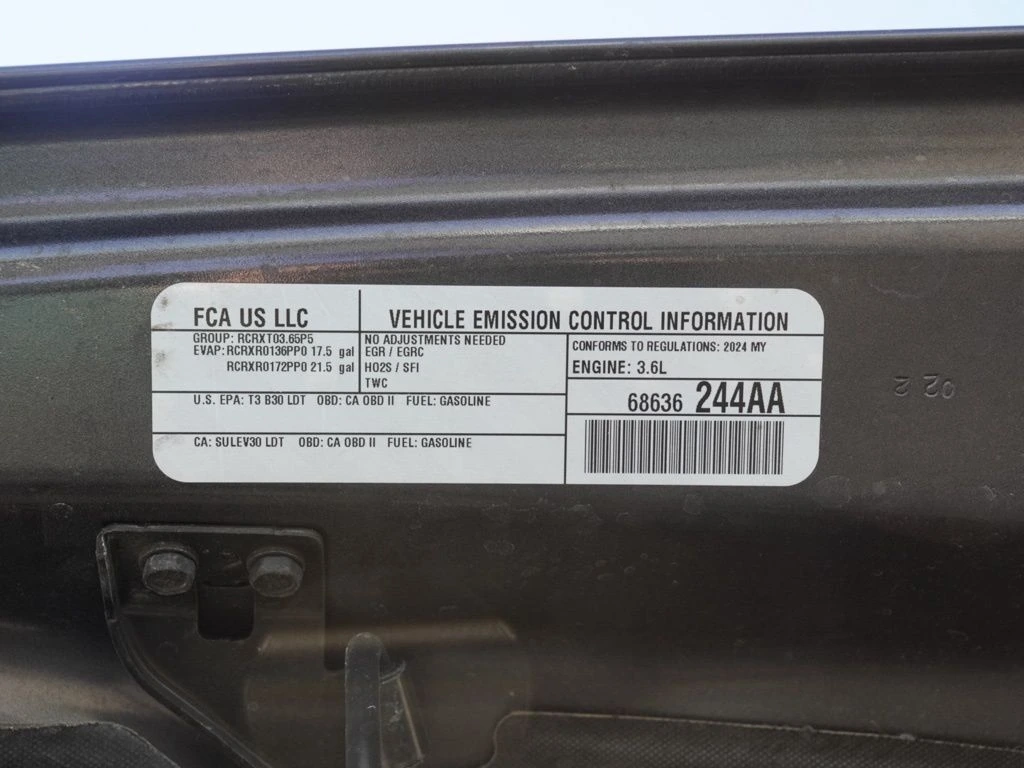 FCA US LLC
VEHICLE EMISSION CONTROL INFORMATION
GROUP: RCRXT03.65P5
EVAP: RCRXR0136PP0 17.5 gal
RCRXR0172PP0 21.5 gal
NO ADJUSTMENTS NEEDED
EGR / EGRC
HO2S / SFI
TWC
CONFORMS TO REGULATIONS: 2024 MY
ENGINE: 3.6L
U.S. EPA: T3 B30 LDT OBD: CA OBD II FUEL: GASOLINE
68636 244AA
CA: SULEV30 LDT OBD: CA OBD II FUEL: GASOLINE